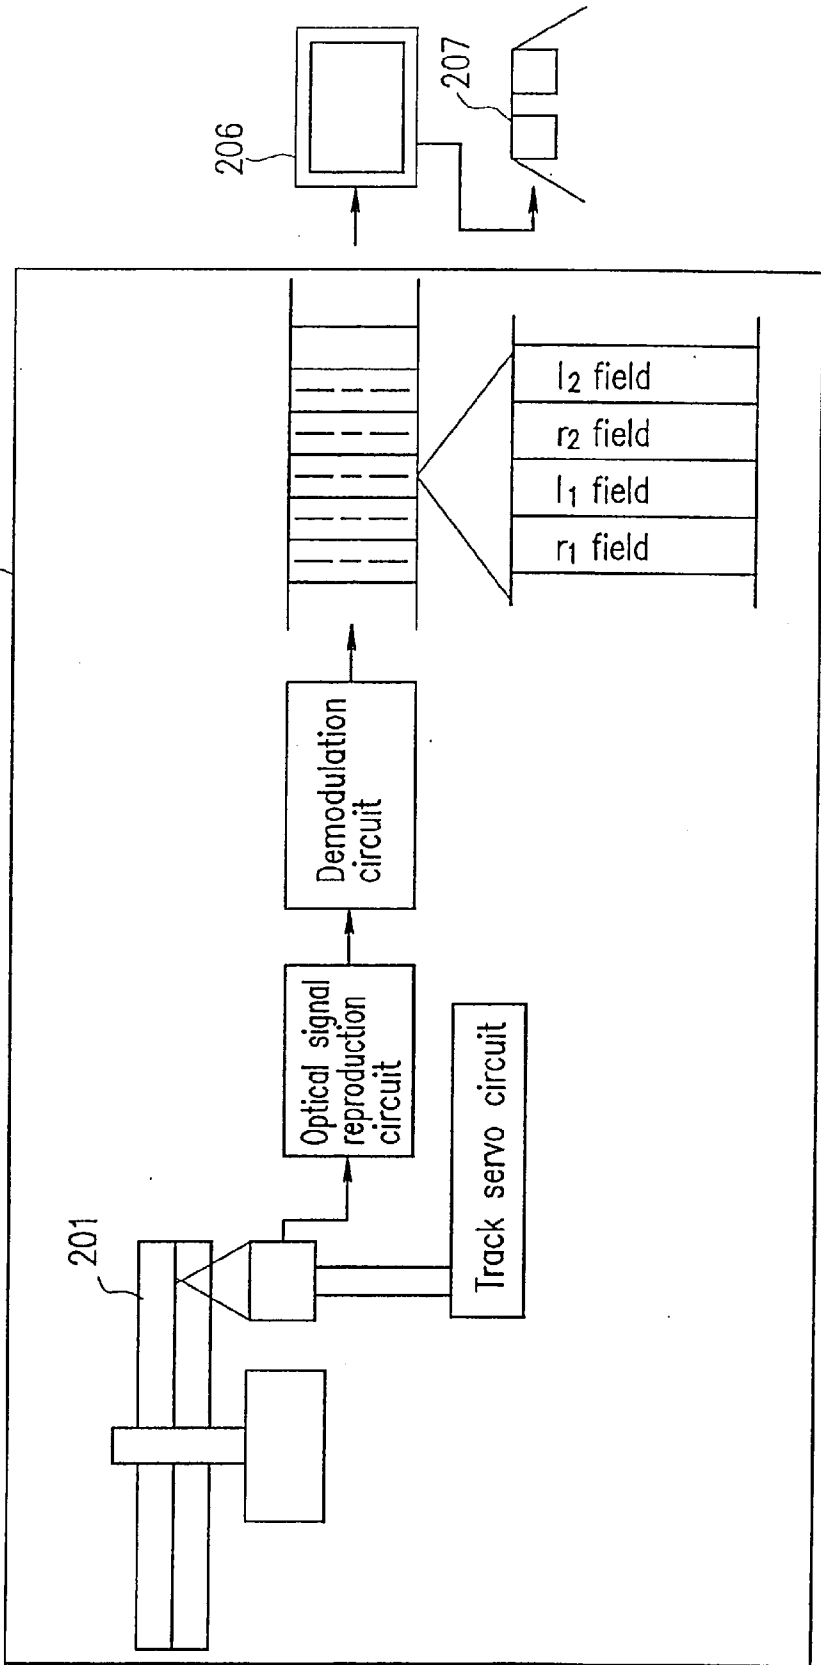 201
Optical signal
reproduction
circuit
Track servo circuit
Demodulation
circuit
r₁ field
l₁ field
r₂ field
l₂ field
206
207